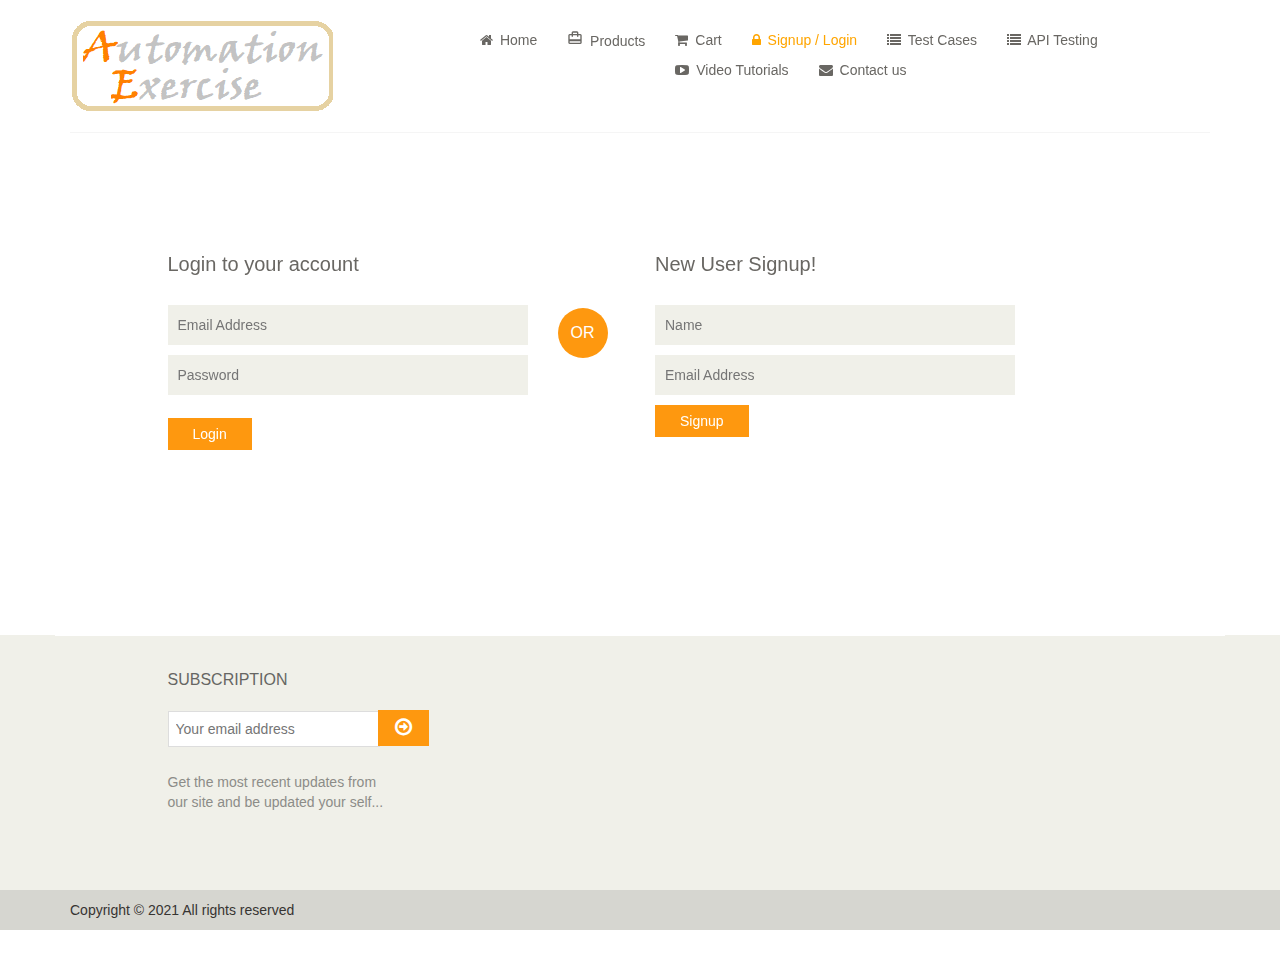 Automation
Exercise
Home
Products
Cart
Signup / Login
Test Cases
API Testing
Video Tutorials
Contact us
Login to your account
Email Address
Password
Login
OR
New User Signup!
Name
Email Address
Signup
SUBSCRIPTION
Your email address
Get the most recent updates from
our site and be updated your self...
Copyright © 2021 All rights reserved